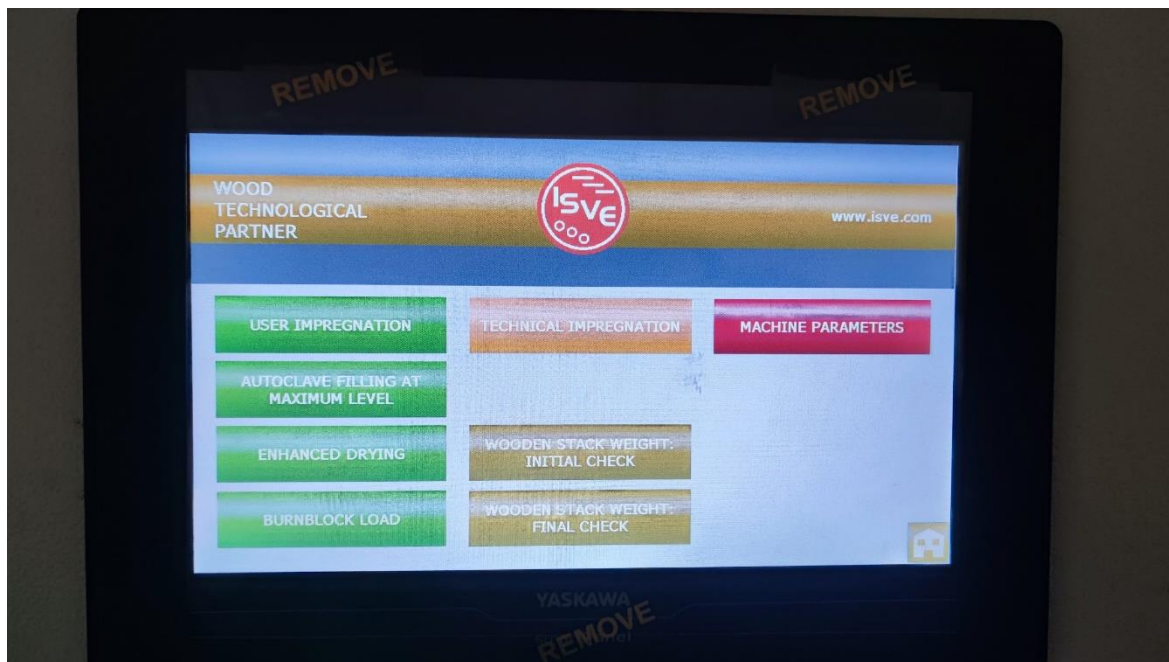 REMOVE
REMOVE
WOOD
TECHNOLOGICAL
PARTNER
ISVE
www.isve.com
USER IMPREGNATION
TECHNICAL IMPREGNATION
MACHINE PARAMETERS
AUTOCLAVE FILLING AT
MAXIMUM LEVEL
ENHANCED DRYING
WOODEN STACK WEIGHT:
INITIAL CHECK
BURNBLOCK LOAD
WOODEN STACK WEIGHT:
FINAL CHECK
YASKAWA
REMOVE